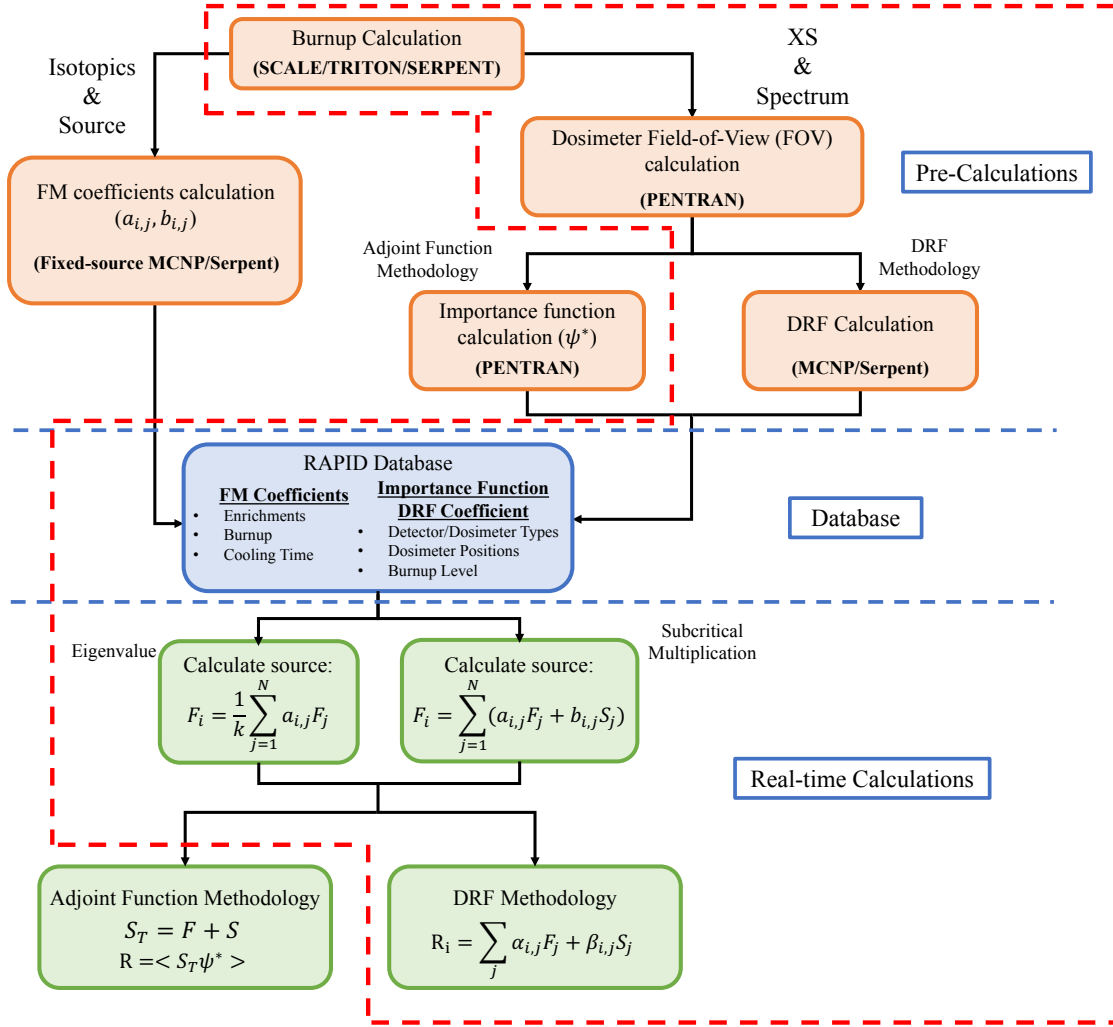 Burnup Calculation
(SCALE/TRITON/SERPENT)
Isotopics
&
Source
XS
&
Spectrum
Dosimeter Field-of-View (FOV)
calculation
(PENTRAN)
Pre-Calculations
FM coefficients calculation
(a_{i,j}, b_{i,j})
(Fixed-source MCNP/Serpent)
Adjoint Function
Methodology
DRF
Methodology
Importance function
calculation (ψ*)
(PENTRAN)
DRF Calculation
(MCNP/Serpent)
RAPID Database
FM Coefficients
• Enrichments
• Burnup
• Cooling Time
Importance Function
DRF Coefficient
• Detector/Dosimeter Types
• Dosimeter Positions
• Burnup Level
Database
Eigenvalue
Subcritical
Multiplication
Calculate source:
F_i = \frac{1}{k} \sum_{j=1}^{N} a_{i,j} F_j
Calculate source:
F_i = \sum_{j=1}^{N} (a_{i,j} F_j + b_{i,j} S_j)
Real-time Calculations
Adjoint Function Methodology
S_T = F + S
R =< S_T ψ* >
DRF Methodology
R_i = \sum_{j} α_{i,j} F_j + β_{i,j} S_j